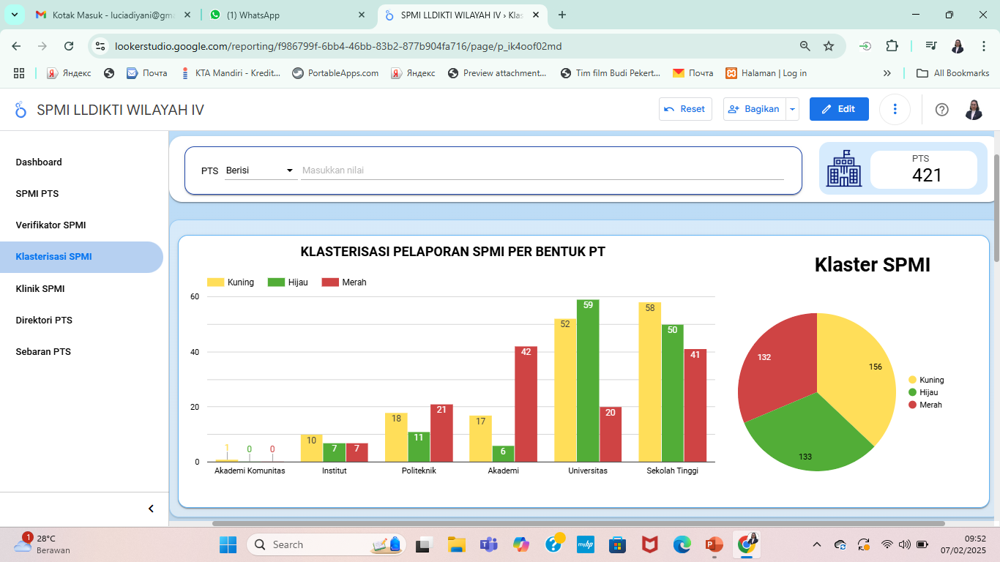 Kotak Masuk - luciadiyani@gma
(1) WhatsApp
SPMI LLDIKTI WILAYAH IV › Klas
lookerstudio.google.com/reporting/f986799f-6bb4-46bb-83b2-877b904fa716/page/p_ik4oof02md
Яндекс
Почта
KTA Mandiri - Kredit...
PortableApps.com
Яндекс
Preview attachment...
Tim film Budi Pekert...
Почта
Halaman | Log in
All Bookmarks
SPMI LLDIKTI WILAYAH IV
Reset
Bagikan
Edit
Dashboard
SPMI PTS
Verifikator SPMI
Klasterisasi SPMI
Klinik SPMI
Direktori PTS
Sebaran PTS
PTS Berisi Masukkan nilai
PTS
421
KLASTERISASI PELAPORAN SPMI PER BENTUK PT
Kuning Hijau Merah
60
40
20
0
1 0 0
10 7 7
18 11 21
17 6 42
52 59 20
58 50 41
Akademi Komunitas Institut Politeknik Akademi Universitas Sekolah Tinggi
Klaster SPMI
132
156
133
Kuning
Hijau
Merah
1
28°C
Berawan
Search
my hp
09:52
07/02/2025